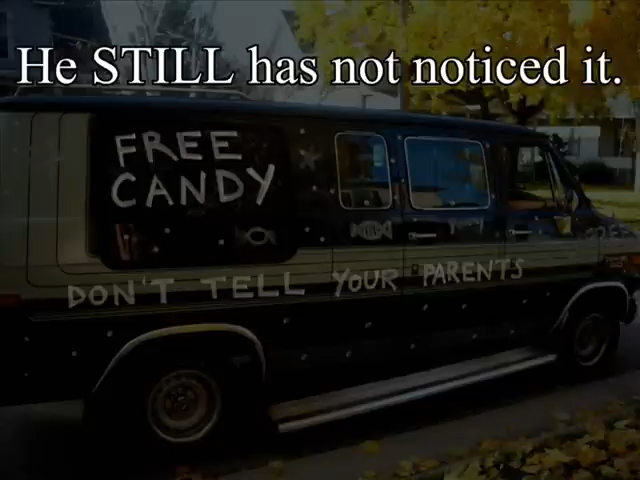 He STILL has not noticed it.
FREE
CANDY
DON'T TELL YOUR PARENTS